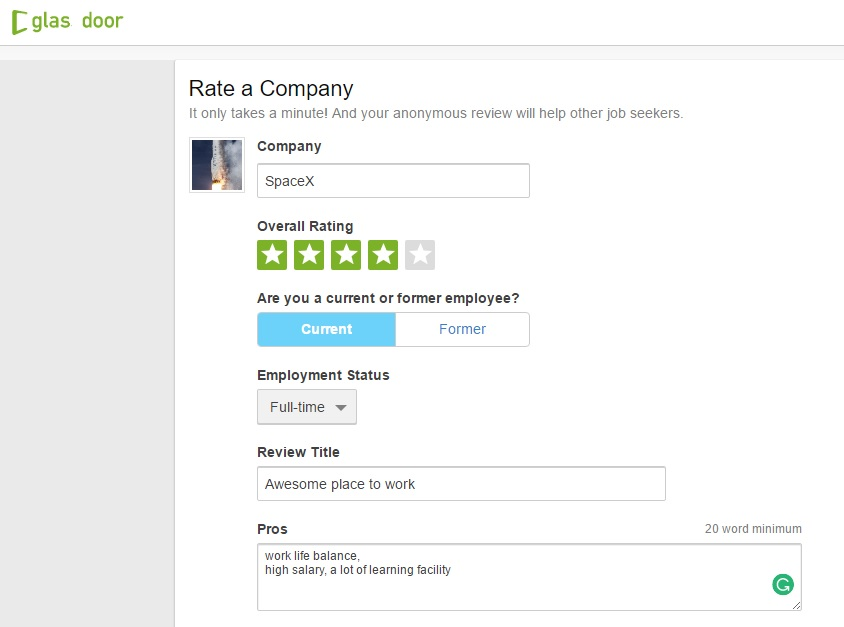 glas door
Rate a Company
It only takes a minute! And your anonymous review will help other job seekers.
Company
SpaceX
Overall Rating
Are you a current or former employee?
Current Former
Employment Status
Full-time
Review Title
Awesome place to work
Pros 20 word minimum
work life balance,
high salary, a lot of learning facility